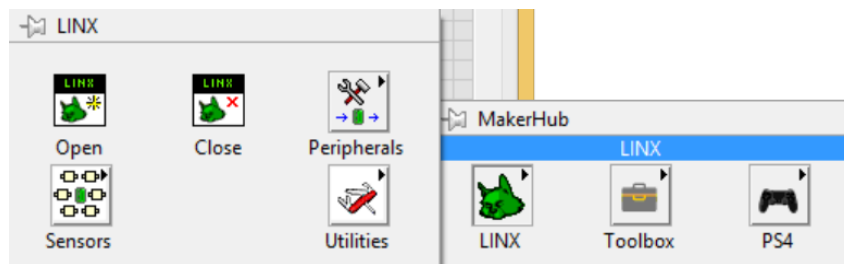 LINX
LINX LINX
Open Close Peripherals
Sensors Utilities
MakerHub
LINX
LINX Toolbox PS4